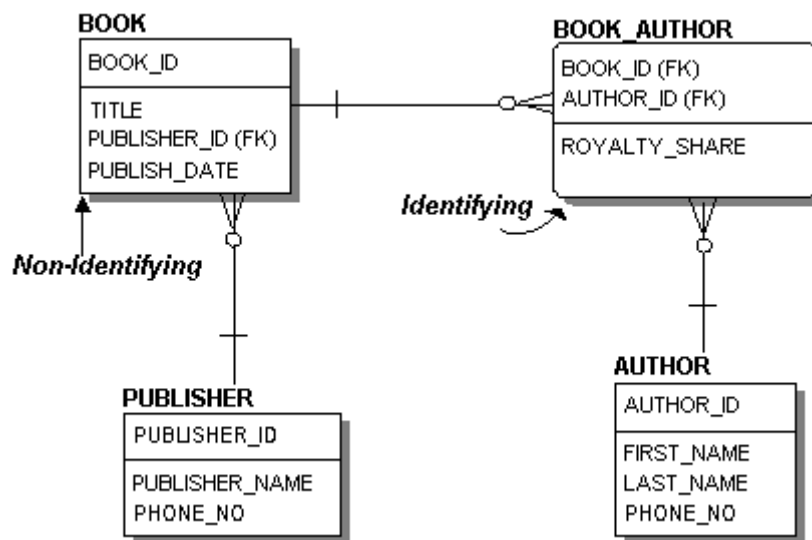 BOOK
BOOK_ID
TITLE
PUBLISHER_ID (FK)
PUBLISH_DATE
Non-Identifying
BOOK_AUTHOR
BOOK_ID (FK)
AUTHOR_ID (FK)
ROYALTY_SHARE
Identifying
PUBLISHER
PUBLISHER_ID
PUBLISHER_NAME
PHONE_NO
AUTHOR
AUTHOR_ID
FIRST_NAME
LAST_NAME
PHONE_NO